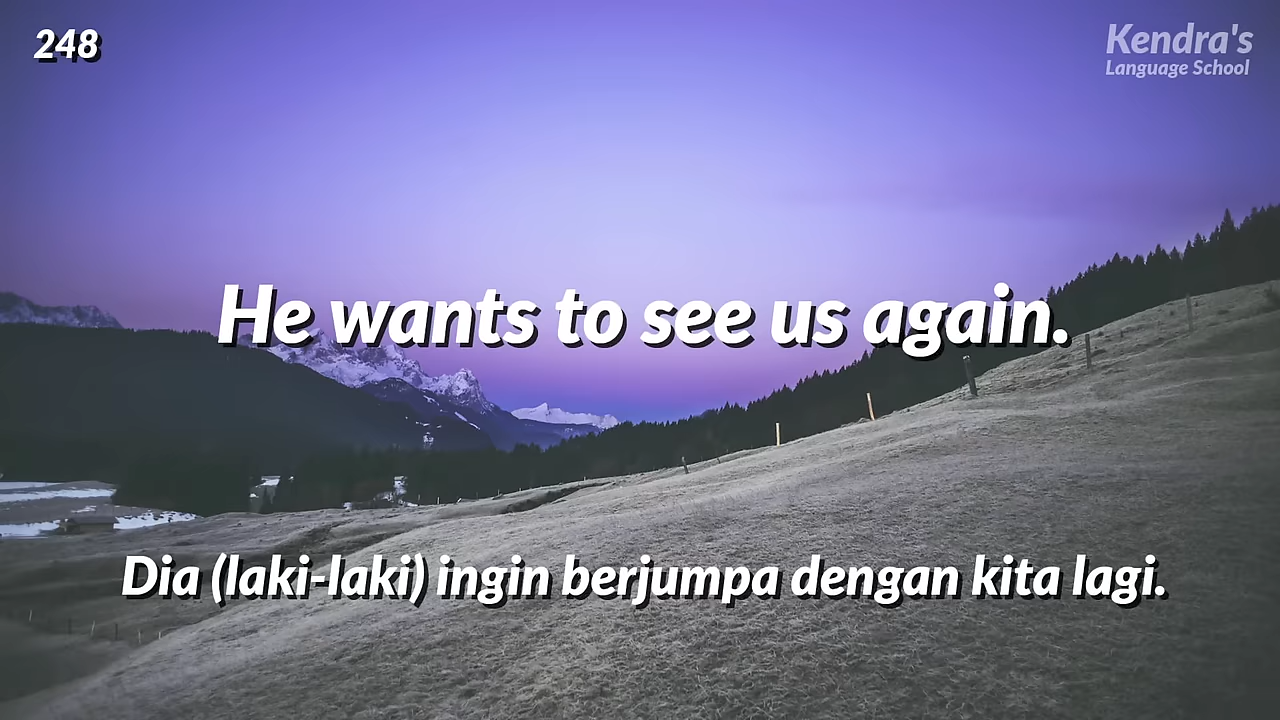 248
Kendra's
Language School
He wants to see us again.
Dia (laki-laki) ingin berjumpa dengan kita lagi.